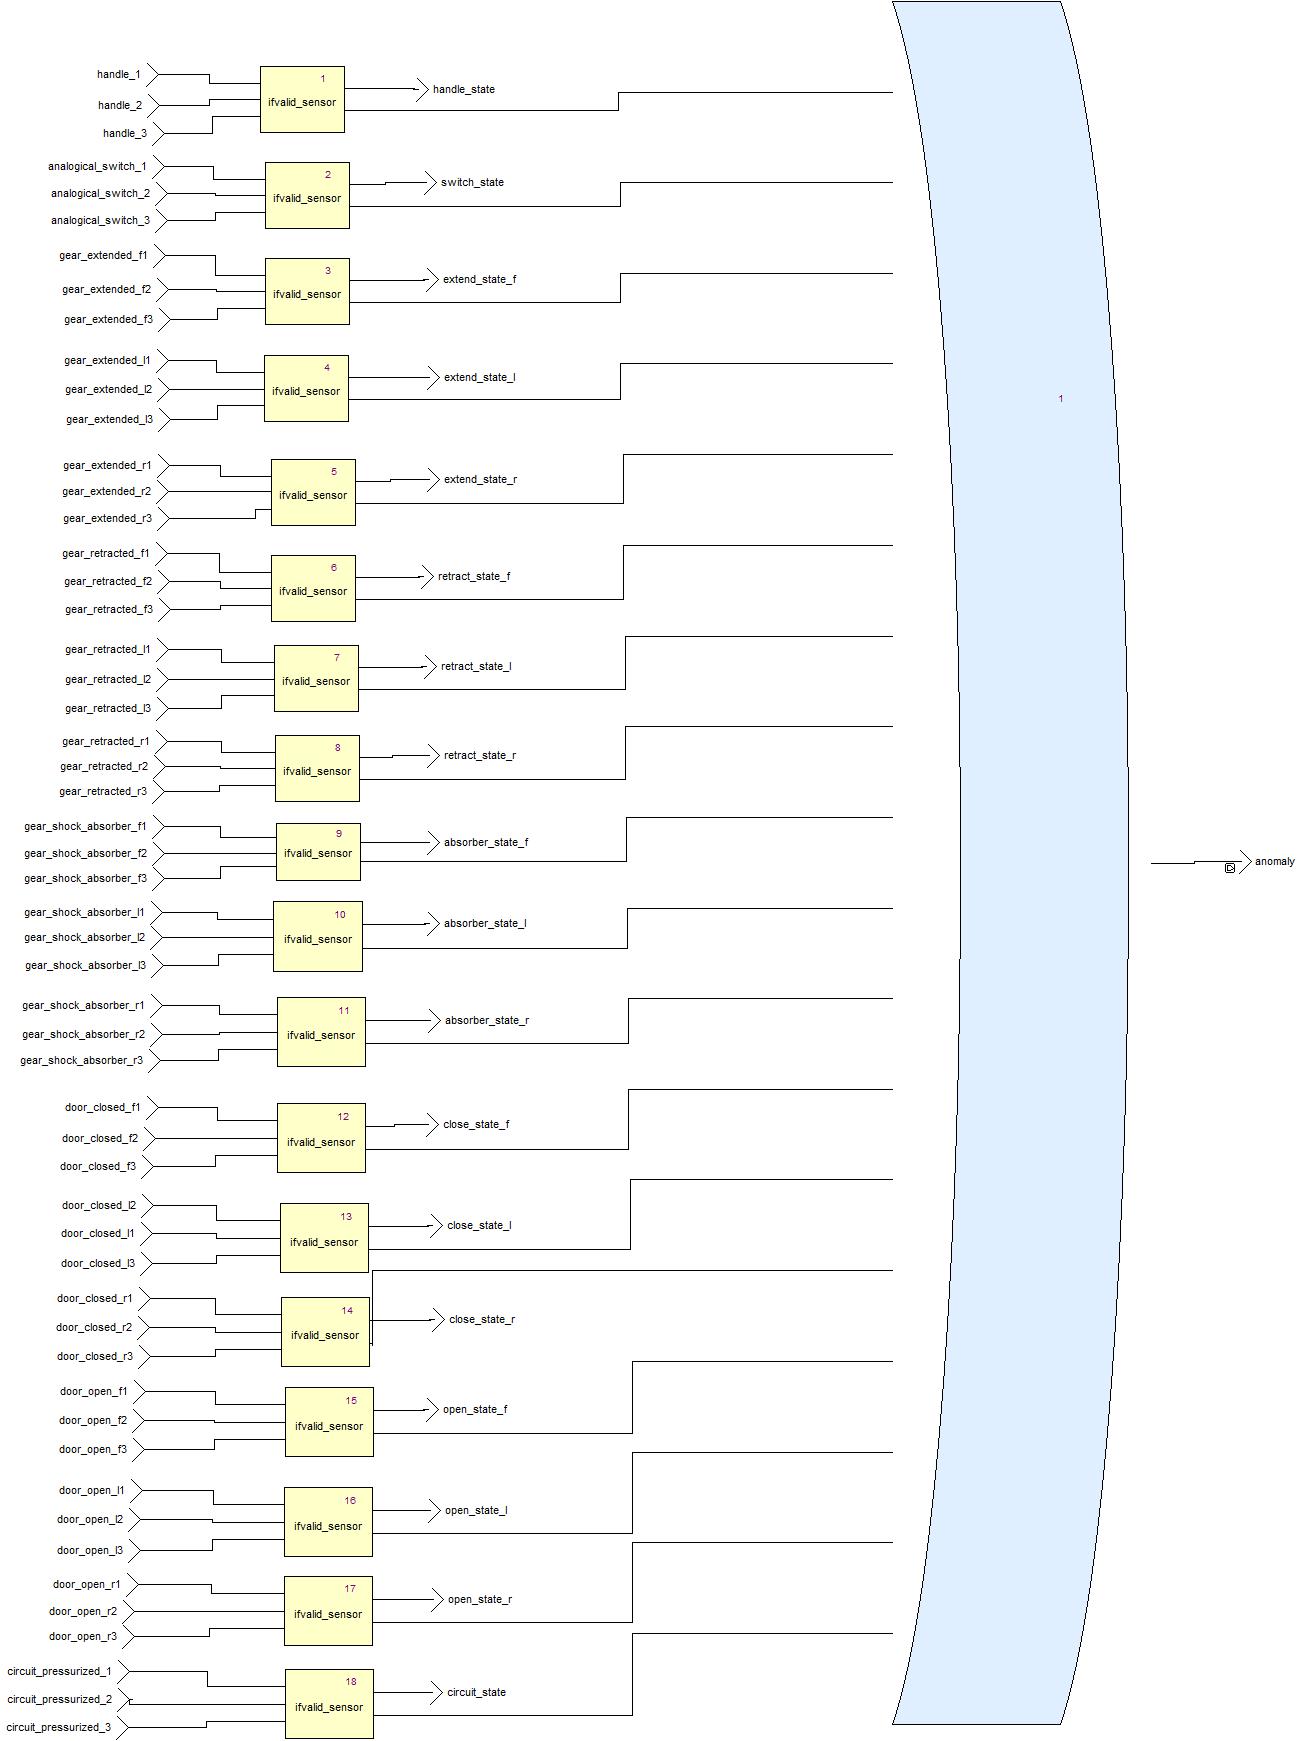 handle_1
1
handle_state
ifvalid_sensor
handle_2
handle_3
analogical_switch_1
2
switch_state
analogical_switch_2
ifvalid_sensor
analogical_switch_3
gear_extended_f1
3
extend_state_f
gear_extended_f2
ifvalid_sensor
gear_extended_f3
gear_extended_l1
4
extend_state_l
gear_extended_l2
ifvalid_sensor
1
gear_extended_l3
gear_extended_r1
5
extend_state_r
gear_extended_r2
ifvalid_sensor
gear_extended_r3
gear_retracted_f1
6
retract_state_f
gear_retracted_f2
ifvalid_sensor
gear_retracted_f3
gear_retracted_l1
7
retract_state_l
gear_retracted_l2
ifvalid_sensor
gear_retracted_l3
gear_retracted_r1
8
retract_state_r
gear_retracted_r2
ifvalid_sensor
gear_retracted_r3
gear_shock_absorber_f1
9
absorber_state_f
gear_shock_absorber_f2
ifvalid_sensor
anomaly
gear_shock_absorber_f3
gear_shock_absorber_l1
10
absorber_state_l
gear_shock_absorber_l2
ifvalid_sensor
gear_shock_absorber_l3
gear_shock_absorber_r1
11
absorber_state_r
gear_shock_absorber_r2
ifvalid_sensor
gear_shock_absorber_r3
door_closed_f1
12
close_state_f
door_closed_f2
ifvalid_sensor
door_closed_f3
door_closed_l2
13
close_state_l
door_closed_l1
ifvalid_sensor
door_closed_l3
door_closed_r1
14
close_state_r
door_closed_r2
ifvalid_sensor
door_closed_r3
door_open_f1
15
open_state_f
door_open_f2
ifvalid_sensor
door_open_f3
door_open_l1
16
open_state_l
door_open_l2
ifvalid_sensor
door_open_l3
door_open_r1
17
open_state_r
door_open_r2
ifvalid_sensor
door_open_r3
circuit_pressurized_1
18
circuit_state
circuit_pressurized_2
ifvalid_sensor
circuit_pressurized_3